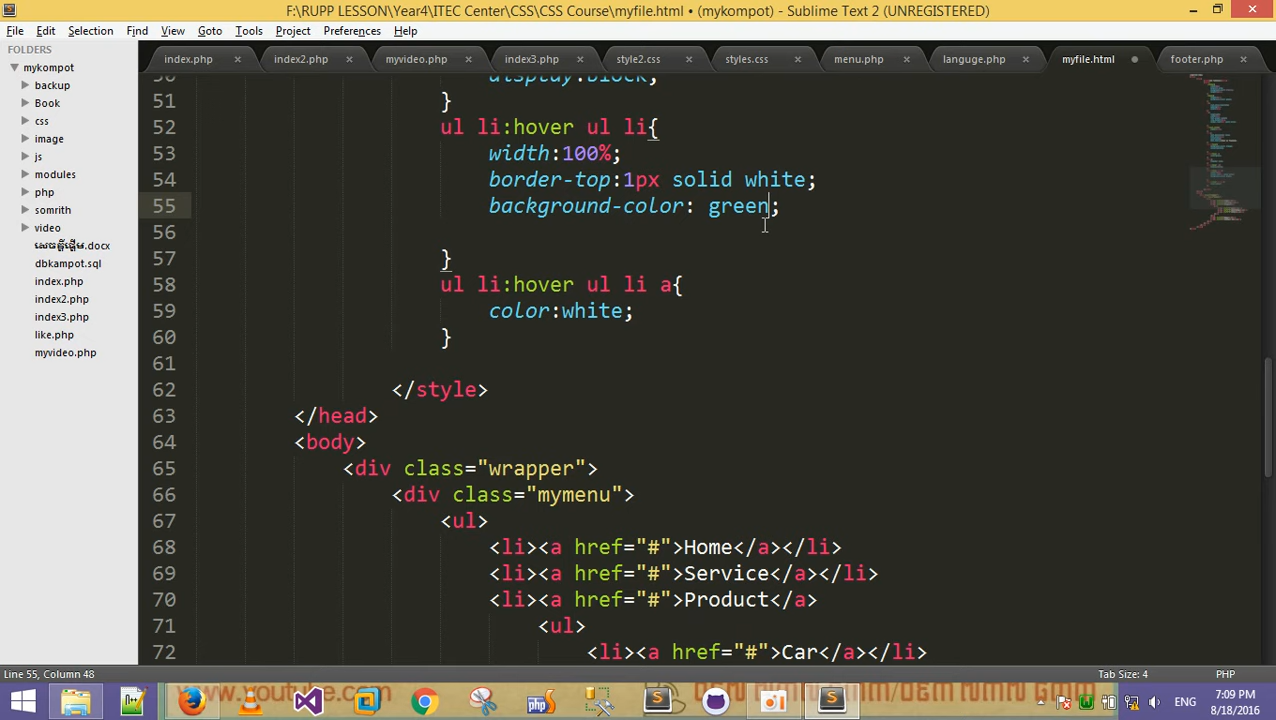 F:\RUPP LESSON\Year4\ITEC Center\CSS\CSS Course\myfile.html • (mykompot) - Sublime Text 2 (UNREGISTERED)
File Edit Selection Find View Goto Tools Project Preferences Help
FOLDERS
mykompot
backup
Book
css
image
js
modules
php
somrith
video
dbkampot.sql
index.php
index2.php
index3.php
like.php
myvideo.php
index.php × index2.php × myvideo.php × index3.php × style2.css × styles.css × menu.php × languge.php × myfile.html • footer.php ×
50 display:block;
51 }
52 ul li:hover ul li{
53 width:100%;
54 border-top:1px solid white;
55 background-color: green;
56
57 }
58 ul li:hover ul li a{
59 color:white;
60 }
61
62 </style>
63 </head>
64 <body>
65 <div class="wrapper">
66 <div class="mymenu">
67 <ul>
68 <li><a href="#">Home</a></li>
69 <li><a href="#">Service</a></li>
70 <li><a href="#">Product</a>
71 <ul>
72 <li><a href="#">Car</a></li>
Line 55, Column 48 Tab Size: 4 PHP
ENG 7:09 PM
8/18/2016